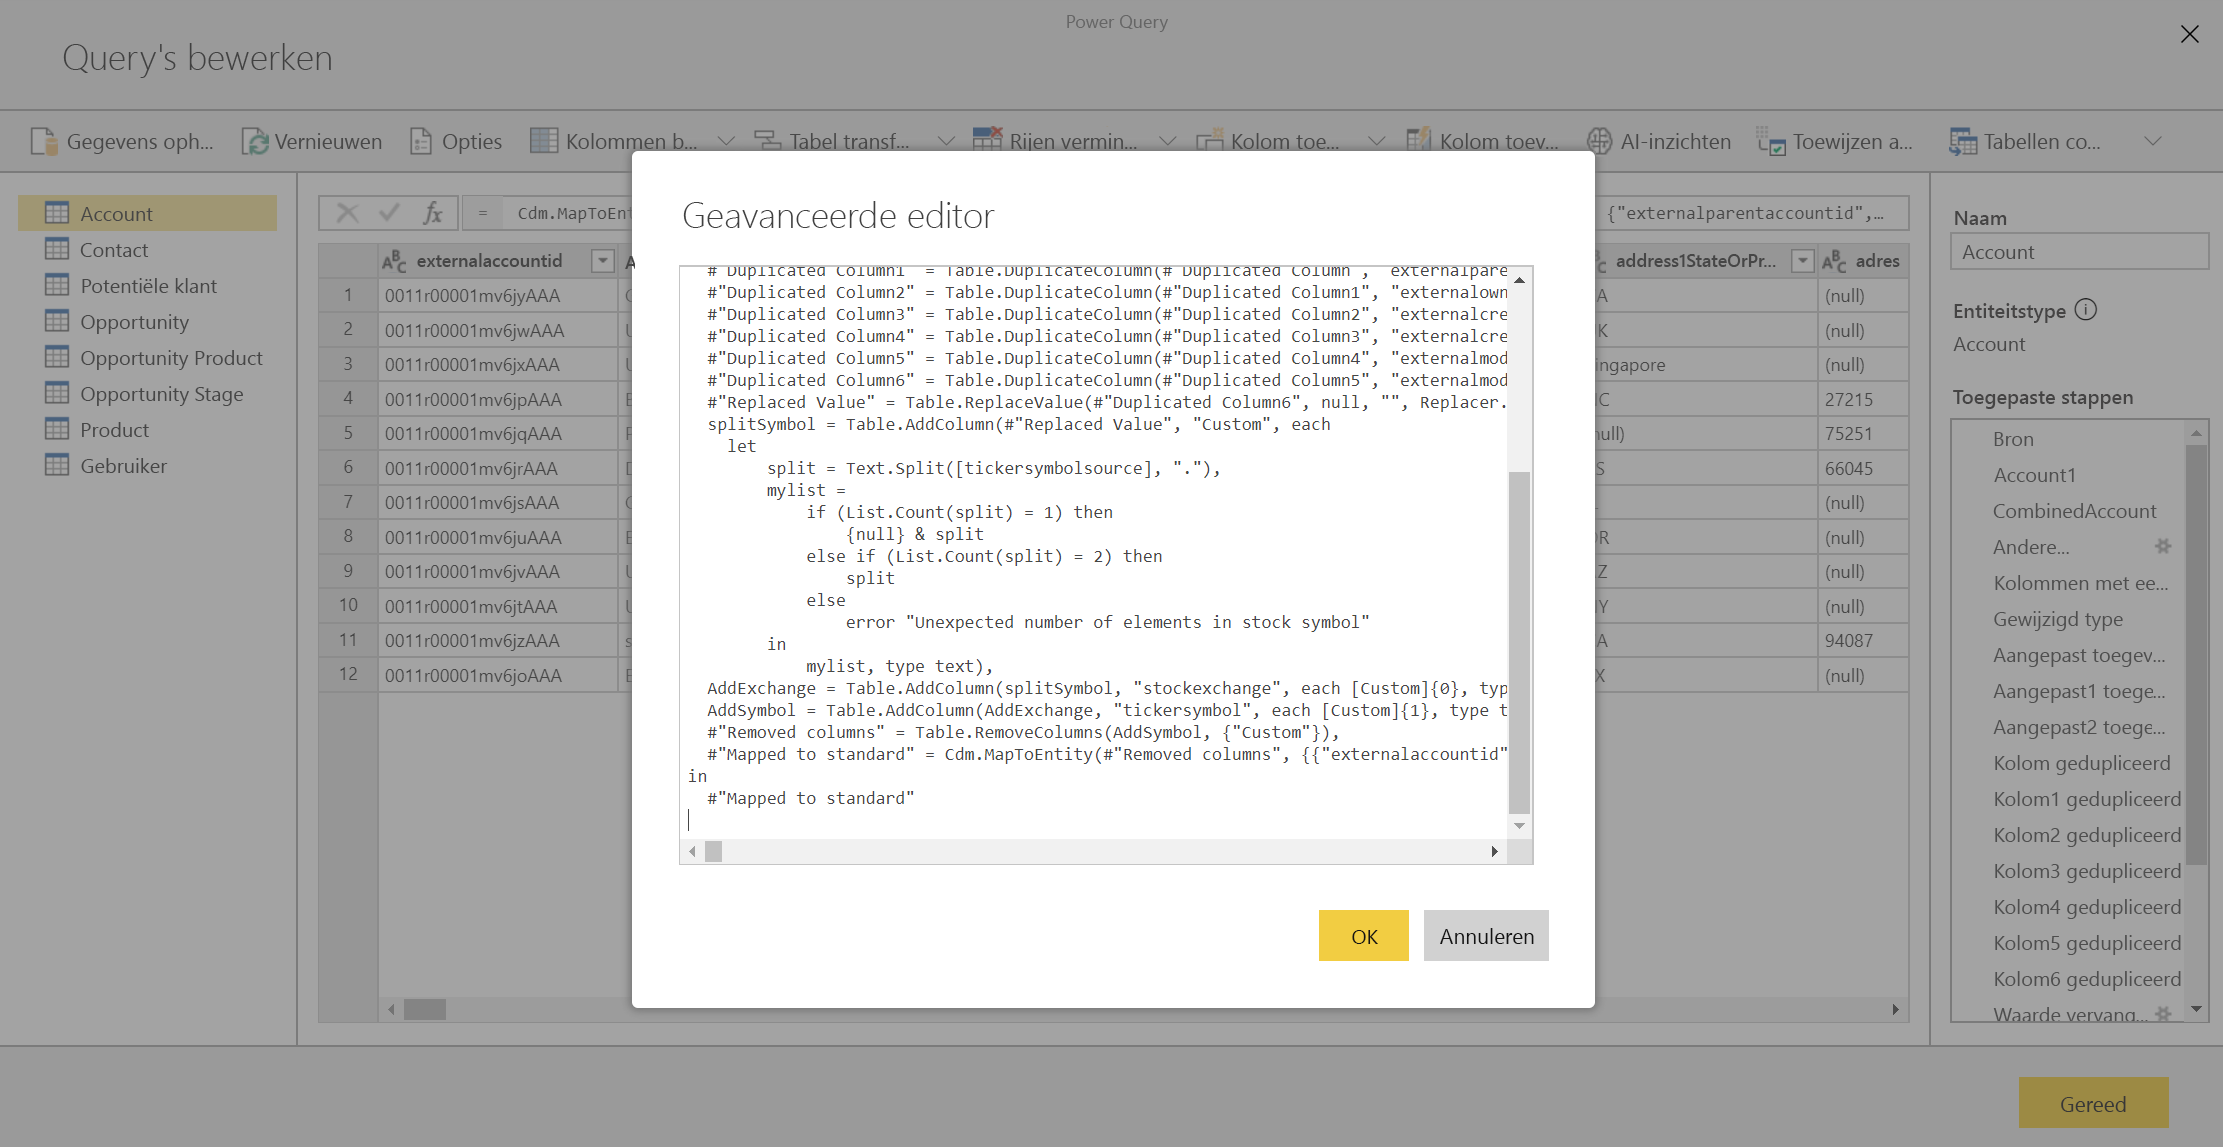 Power Query
Query's bewerken
Gegevens oph...
Vernieuwen
Opties
Kolommen b...
Tabel transf...
Rijen vermin...
Kolom toe...
Kolom toev...
AI-inzichten
Toewijzen a...
Tabellen co...
Account
Contact
Potentiële klant
Opportunity
Opportunity Product
Opportunity Stage
Product
Gebruiker
fx = Cdm.MapToEn
{"externalparentaccountid",...
ABC externalaccountid
1 0011r00001mv6jyAAA
2 0011r00001mv6jwAAA
3 0011r00001mv6jxAAA
4 0011r00001mv6jpAAA
5 0011r00001mv6jqAAA
6 0011r00001mv6jrAAA
7 0011r00001mv6jsAAA
8 0011r00001mv6juAAA
9 0011r00001mv6jvAAA
10 0011r00001mv6jtAAA
11 0011r00001mv6jzAAA
12 0011r00001mv6joAAA
Geavanceerde editor
#"Duplicated Column1" = Table.DuplicateColumn(#"Duplicated Column", "externalpare
#"Duplicated Column2" = Table.DuplicateColumn(#"Duplicated Column1", "externalown
#"Duplicated Column3" = Table.DuplicateColumn(#"Duplicated Column2", "externalcre
#"Duplicated Column4" = Table.DuplicateColumn(#"Duplicated Column3", "externalcre
#"Duplicated Column5" = Table.DuplicateColumn(#"Duplicated Column4", "externalmod
#"Duplicated Column6" = Table.DuplicateColumn(#"Duplicated Column5", "externalmod
#"Replaced Value" = Table.ReplaceValue(#"Duplicated Column6", null, "", Replacer.
splitSymbol = Table.AddColumn(#"Replaced Value", "Custom", each
let
split = Text.Split([tickersymbolsource], "."),
mylist =
if (List.Count(split) = 1) then
{null} & split
else if (List.Count(split) = 2) then
split
else
error "Unexpected number of elements in stock symbol"
in
mylist, type text),
AddExchange = Table.AddColumn(splitSymbol, "stockexchange", each [Custom]{0}, typ
AddSymbol = Table.AddColumn(AddExchange, "tickersymbol", each [Custom]{1}, type t
#"Removed columns" = Table.RemoveColumns(AddSymbol, {"Custom"}),
#"Mapped to standard" = Cdm.MapToEntity(#"Removed columns", {{"externalaccountid"
in
#"Mapped to standard"
OK
Annuleren
address1StateOrPr...
ABC adres
A (null)
K (null)
ingapore (null)
C 27215
ull) 75251
S 66045
(null)
R (null)
Z (null)
Y (null)
A 94087
X (null)
Naam
Account
Entiteitstype
Account
Toegepaste stappen
Bron
Account1
CombinedAccount
Andere...
Kolommen met ee...
Gewijzigd type
Aangepast toegev...
Aangepast1 toege...
Aangepast2 toege...
Kolom gedupliceerd
Kolom1 gedupliceerd
Kolom2 gedupliceerd
Kolom3 gedupliceerd
Kolom4 gedupliceerd
Kolom5 gedupliceerd
Kolom6 gedupliceerd
Waarde vervang...
Gereed